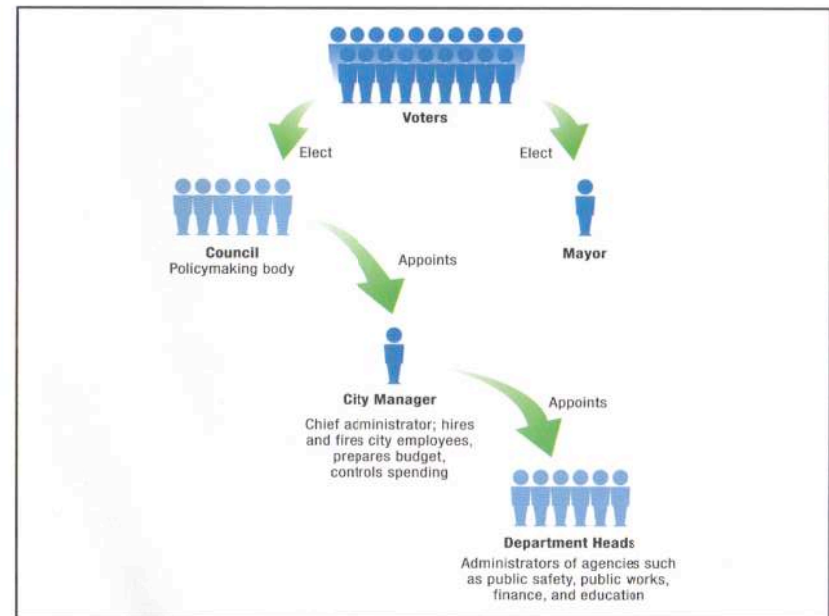 Voters
Elect
Elect
Council
Policymaking body
Mayor
Appoints
City Manager
Chief administrator; hires
and fires city employees,
prepares budget,
controls spending
Appoints
Department Heads
Administrators of agencies such
as public safety, public works,
finance, and education